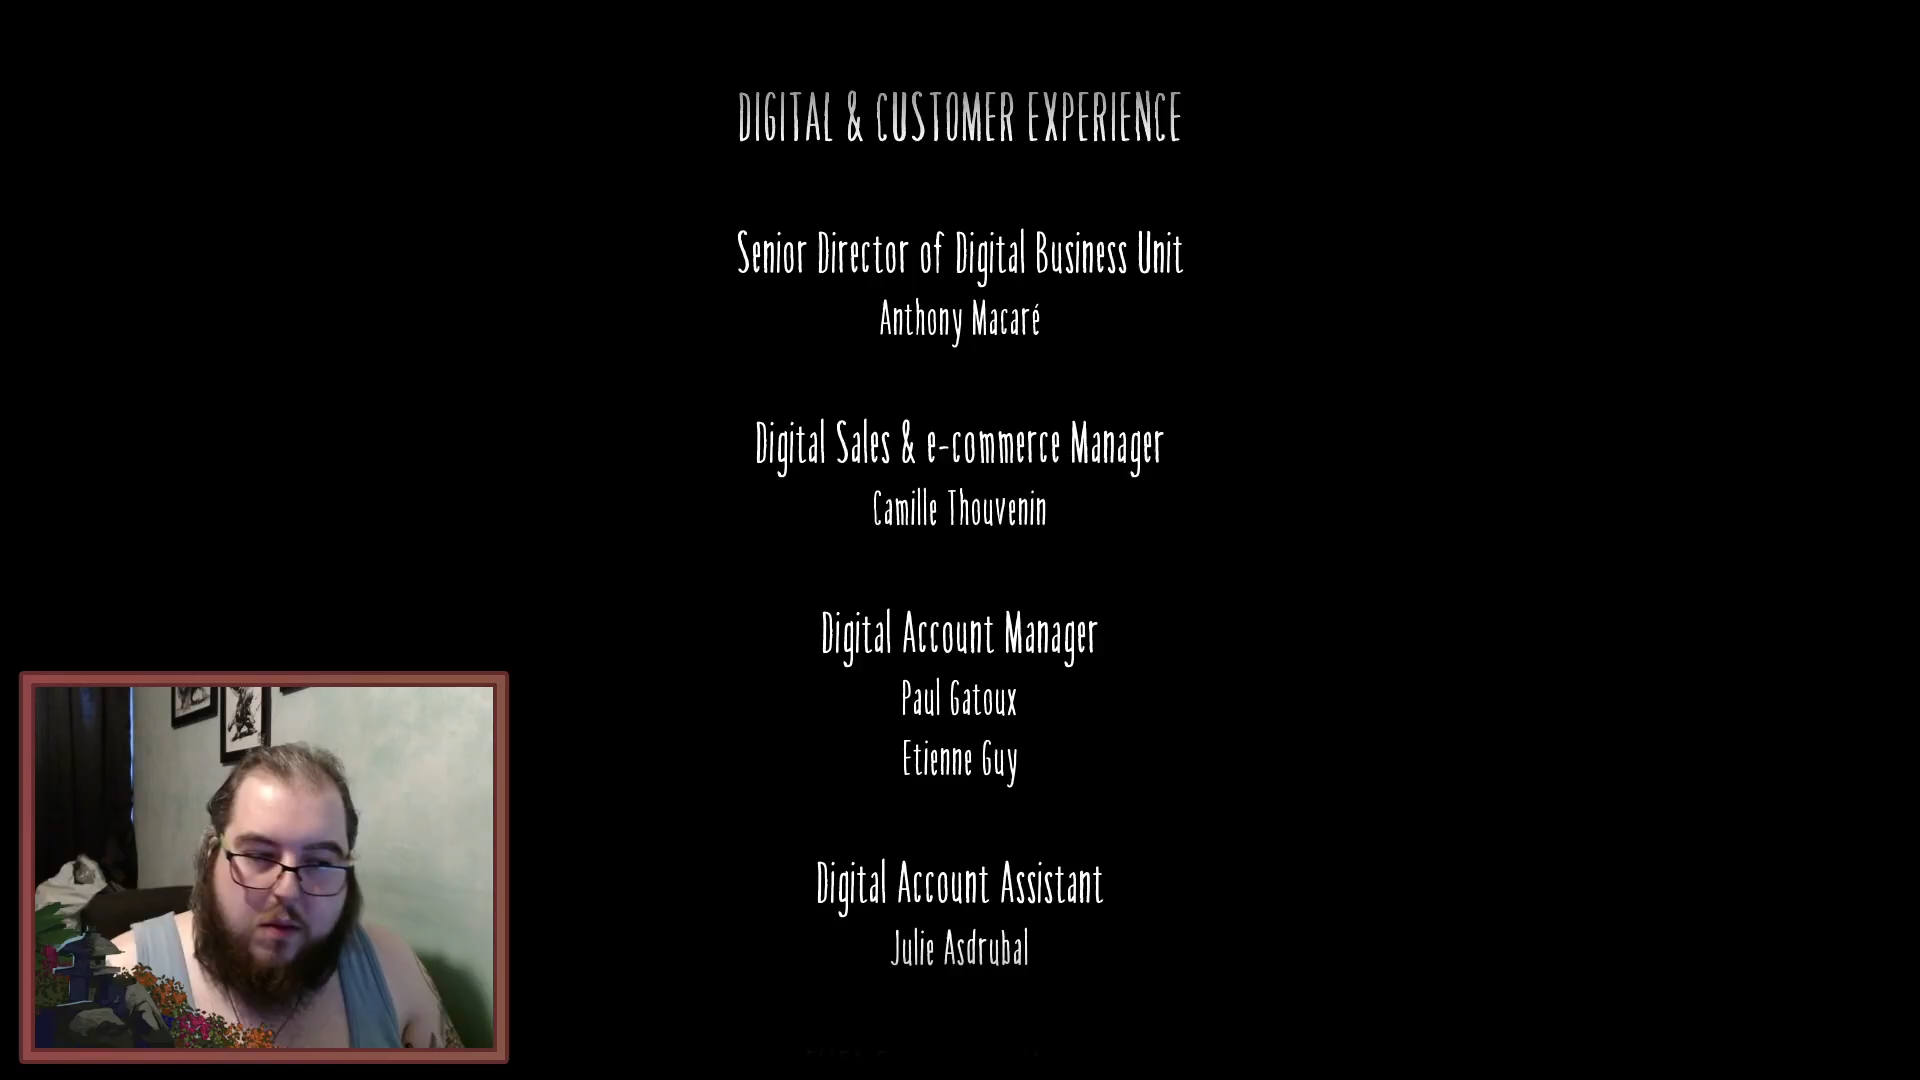 DIGITAL & CUSTOMER EXPERIENCE
Senior Director of Digital Business Unit
Anthony Macaré
Digital Sales & e-commerce Manager
Camille Thouvenin
Digital Account Manager
Paul Gatoux
Etienne Guy
Digital Account Assistant
Julie Asdrubal